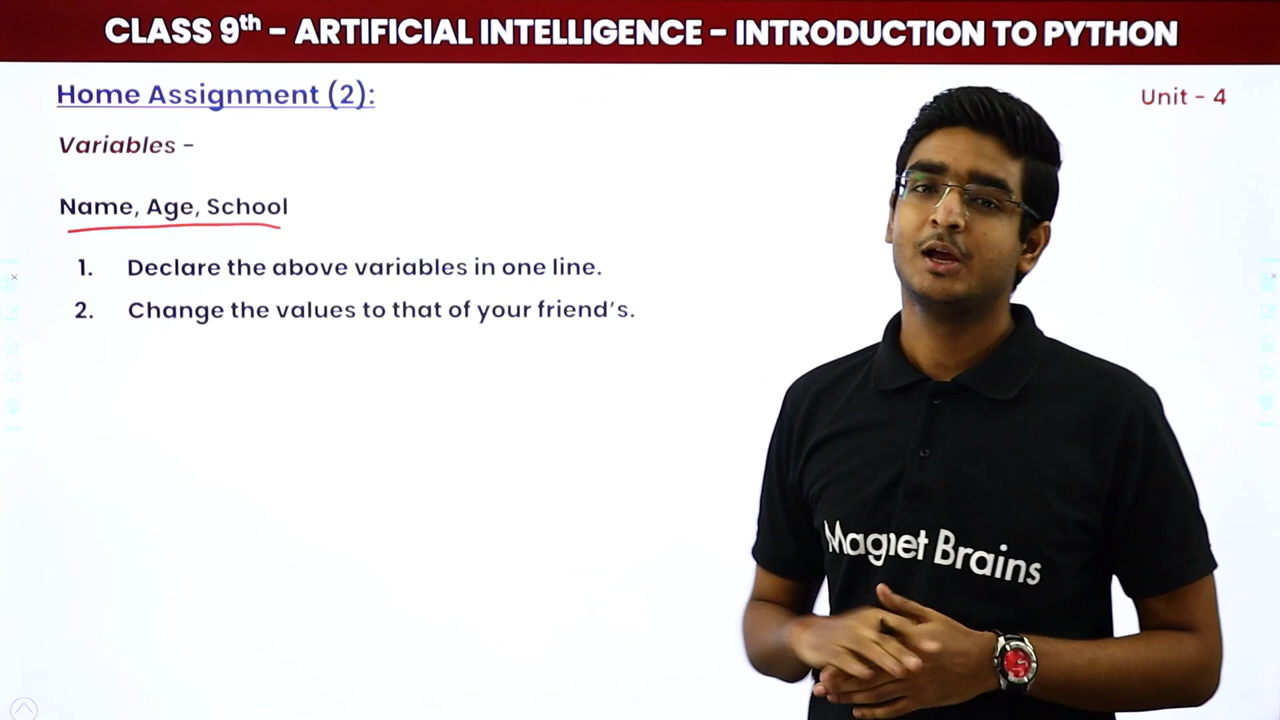 CLASS 9th – ARTIFICIAL INTELLIGENCE – INTRODUCTION TO PYTHON
Home Assignment (2):
Unit – 4
Variables –
Name, Age, School
1. Declare the above variables in one line.
2. Change the values to that of your friend's.
Magnet Brains